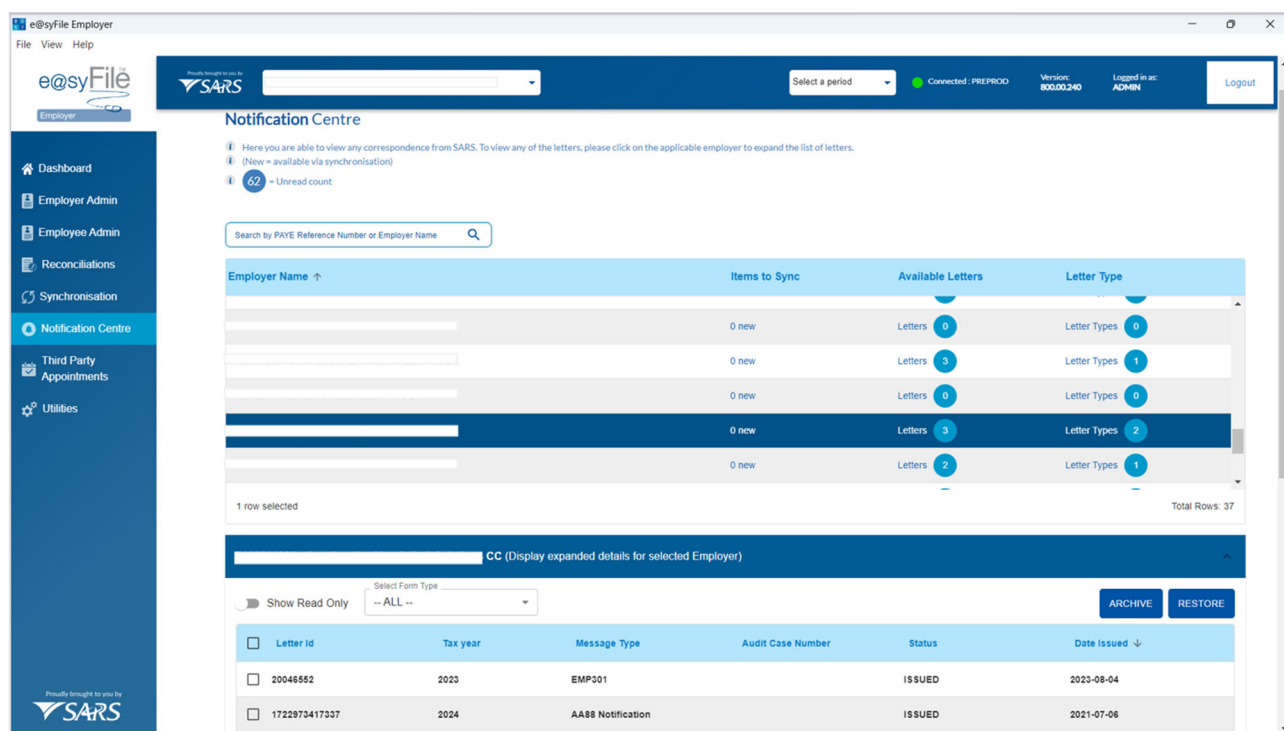 e@syFile Employer
File View Help
e@syFile™
Employer
Proudly brought to you by
SARS
Select a period
Connected : PREPROD
Version:
800.00.240
Logged in as:
ADMIN
Logout
Dashboard
Employer Admin
Employee Admin
Reconciliations
Synchronisation
Notification Centre
Third Party
Appointments
Utilities
Proudly brought to you by
SARS
Notification Centre
Here you are able to view any correspondence from SARS. To view any of the letters, please click on the applicable employer to expand the list of letters.
(New = available via synchronisation)
62 = Unread count
Search by PAYE Reference Number or Employer Name
Employer Name Items to Sync Available Letters Letter Type
0 new Letters 0 Letter Types 0
0 new Letters 3 Letter Types 1
0 new Letters 0 Letter Types 0
0 new Letters 3 Letter Types 2
0 new Letters 2 Letter Types 1
1 row selected Total Rows: 37
CC (Display expanded details for selected Employer)
Show Read Only
Select Form Type
-- ALL --
ARCHIVE RESTORE
Letter Id Tax year Message Type Audit Case Number Status Date Issued
20046552 2023 EMP301 ISSUED 2023-08-04
1722973417337 2024 AA88 Notification ISSUED 2021-07-06